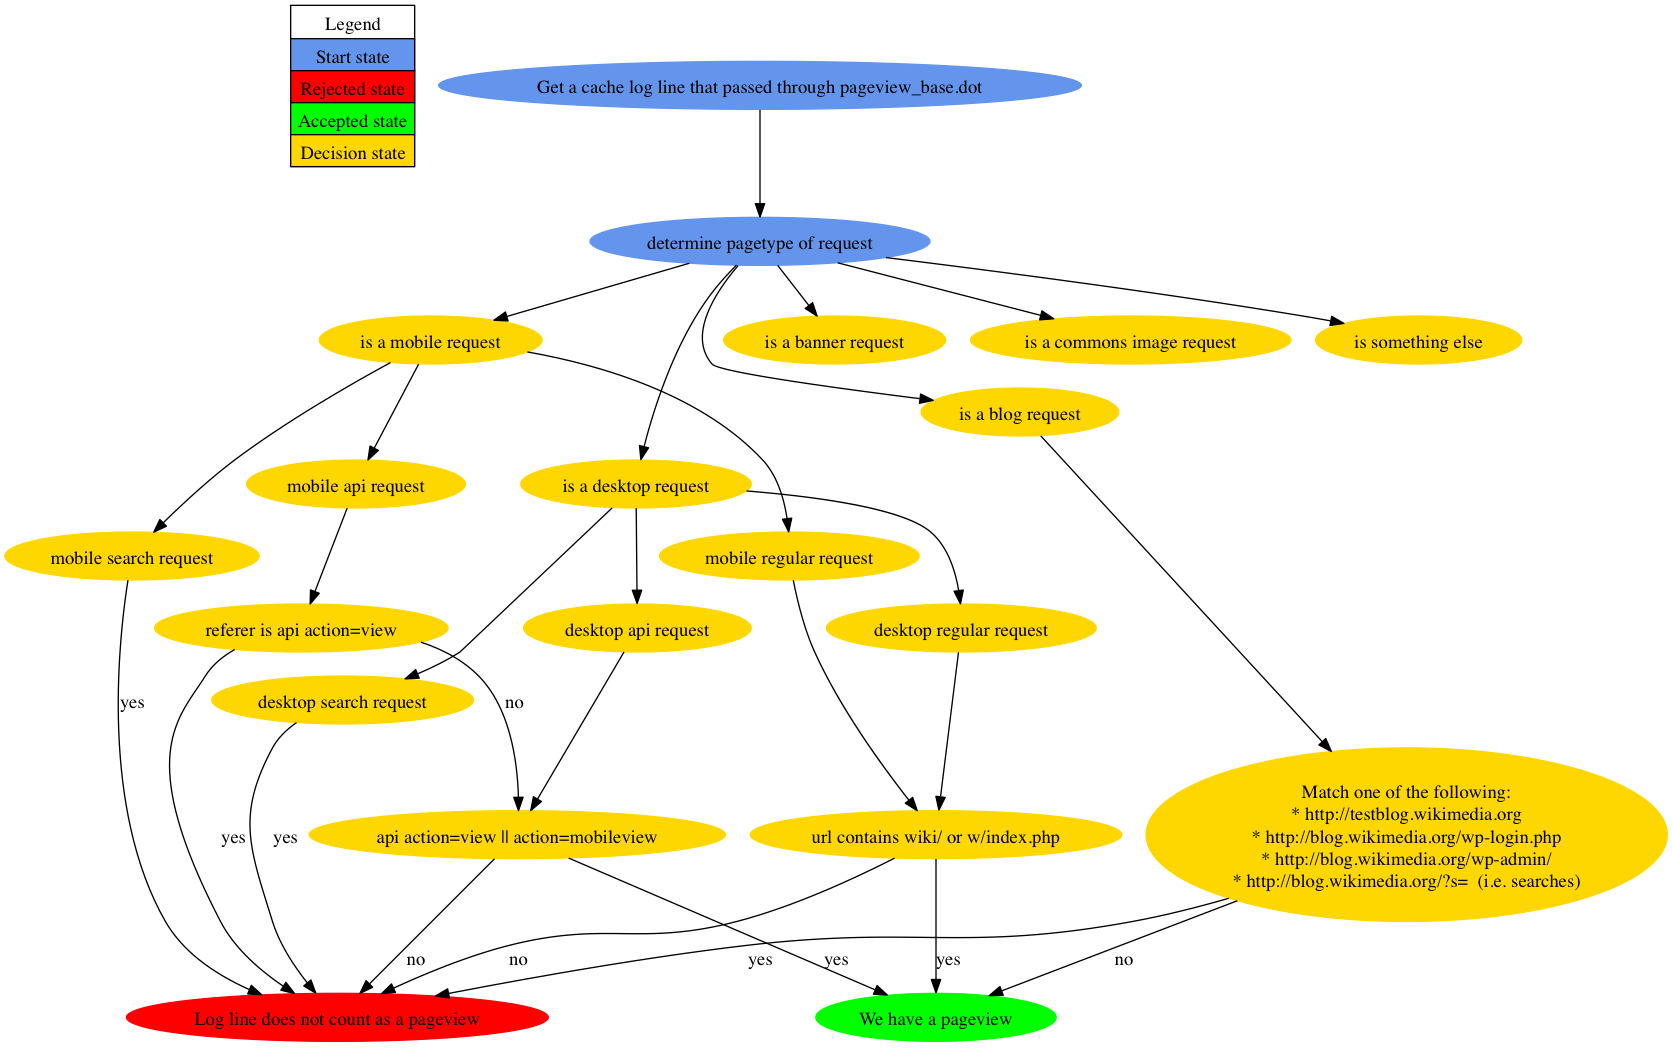 Legend
Start state
Rejected state
Accepted state
Decision state
Get a cache log line that passed through pageview_base.dot
determine pagetype of request
is a mobile request
is a banner request
is a commons image request
is something else
is a blog request
mobile api request
is a desktop request
mobile search request
mobile regular request
referer is api action=view
desktop api request
desktop regular request
yes
desktop search request
no
Match one of the following:
* http://testblog.wikimedia.org
* http://blog.wikimedia.org/wp-login.php
* http://blog.wikimedia.org/wp-admin/
* http://blog.wikimedia.org/?s=  (i.e. searches)
yes
yes
api action=view || action=mobileview
url contains wiki/ or w/index.php
no
no
yes
yes
yes
no
Log line does not count as a pageview
We have a pageview